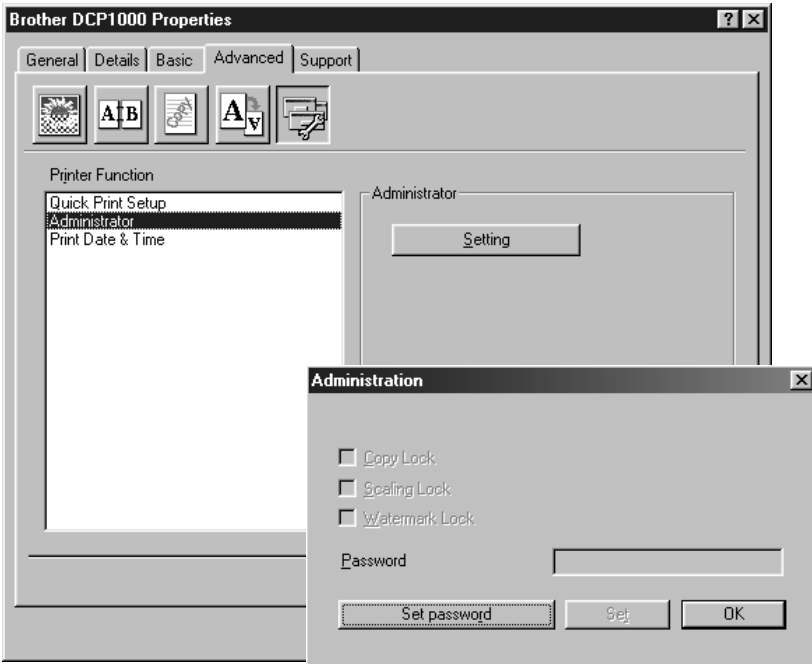 Brother DCP1000 Properties
General Details Basic Advanced Support
A B
COPY
A A
Printer Function
Quick Print Setup
Administrator
Print Date & Time
Administrator
Setting
Administration
Copy Lock
Scaling Lock
Watermark Lock
Password
Set password Set OK